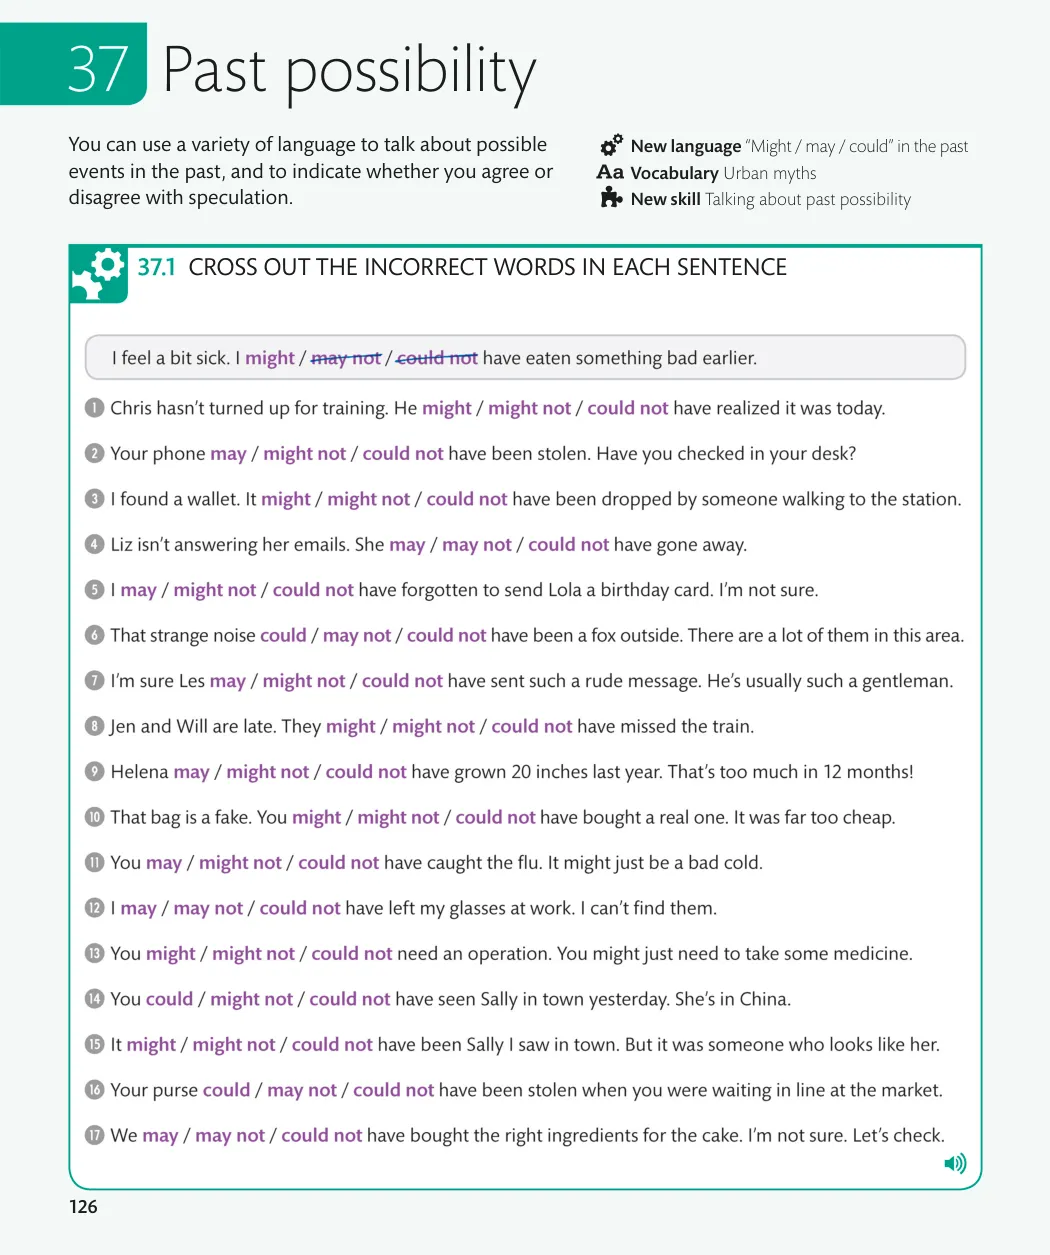 37 Past possibility
You can use a variety of language to talk about possible
events in the past, and to indicate whether you agree or
disagree with speculation.
New language “Might / may / could” in the past
Aa Vocabulary Urban myths
New skill Talking about past possibility
37.1 CROSS OUT THE INCORRECT WORDS IN EACH SENTENCE
I feel a bit sick. I might / may not / could not have eaten something bad earlier.
1 Chris hasn’t turned up for training. He might / might not / could not have realized it was today.
2 Your phone may / might not / could not have been stolen. Have you checked in your desk?
3 I found a wallet. It might / might not / could not have been dropped by someone walking to the station.
4 Liz isn’t answering her emails. She may / may not / could not have gone away.
5 I may / might not / could not have forgotten to send Lola a birthday card. I’m not sure.
6 That strange noise could / may not / could not have been a fox outside. There are a lot of them in this area.
7 I’m sure Les may / might not / could not have sent such a rude message. He’s usually such a gentleman.
8 Jen and Will are late. They might / might not / could not have missed the train.
9 Helena may / might not / could not have grown 20 inches last year. That’s too much in 12 months!
10 That bag is a fake. You might / might not / could not have bought a real one. It was far too cheap.
11 You may / might not / could not have caught the flu. It might just be a bad cold.
12 I may / may not / could not have left my glasses at work. I can’t find them.
13 You might / might not / could not need an operation. You might just need to take some medicine.
14 You could / might not / could not have seen Sally in town yesterday. She’s in China.
15 It might / might not / could not have been Sally I saw in town. But it was someone who looks like her.
16 Your purse could / may not / could not have been stolen when you were waiting in line at the market.
17 We may / may not / could not have bought the right ingredients for the cake. I’m not sure. Let’s check.
126